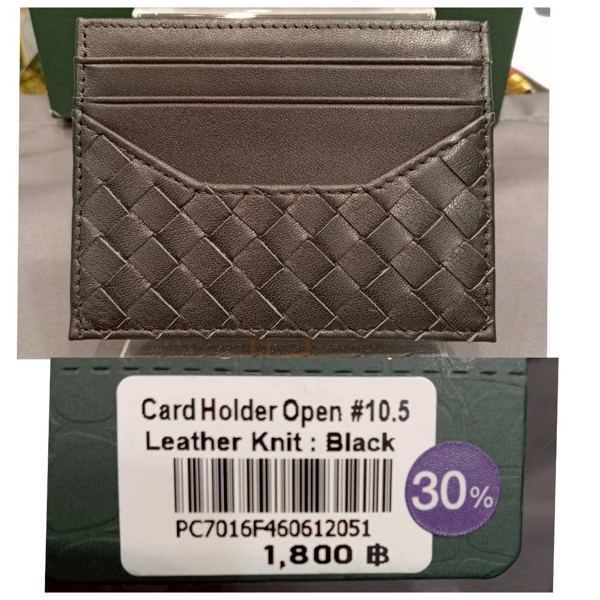 Card Holder Open #10.5
Leather Knit : Black
30%
PC7016F460612051
1,800 ฿